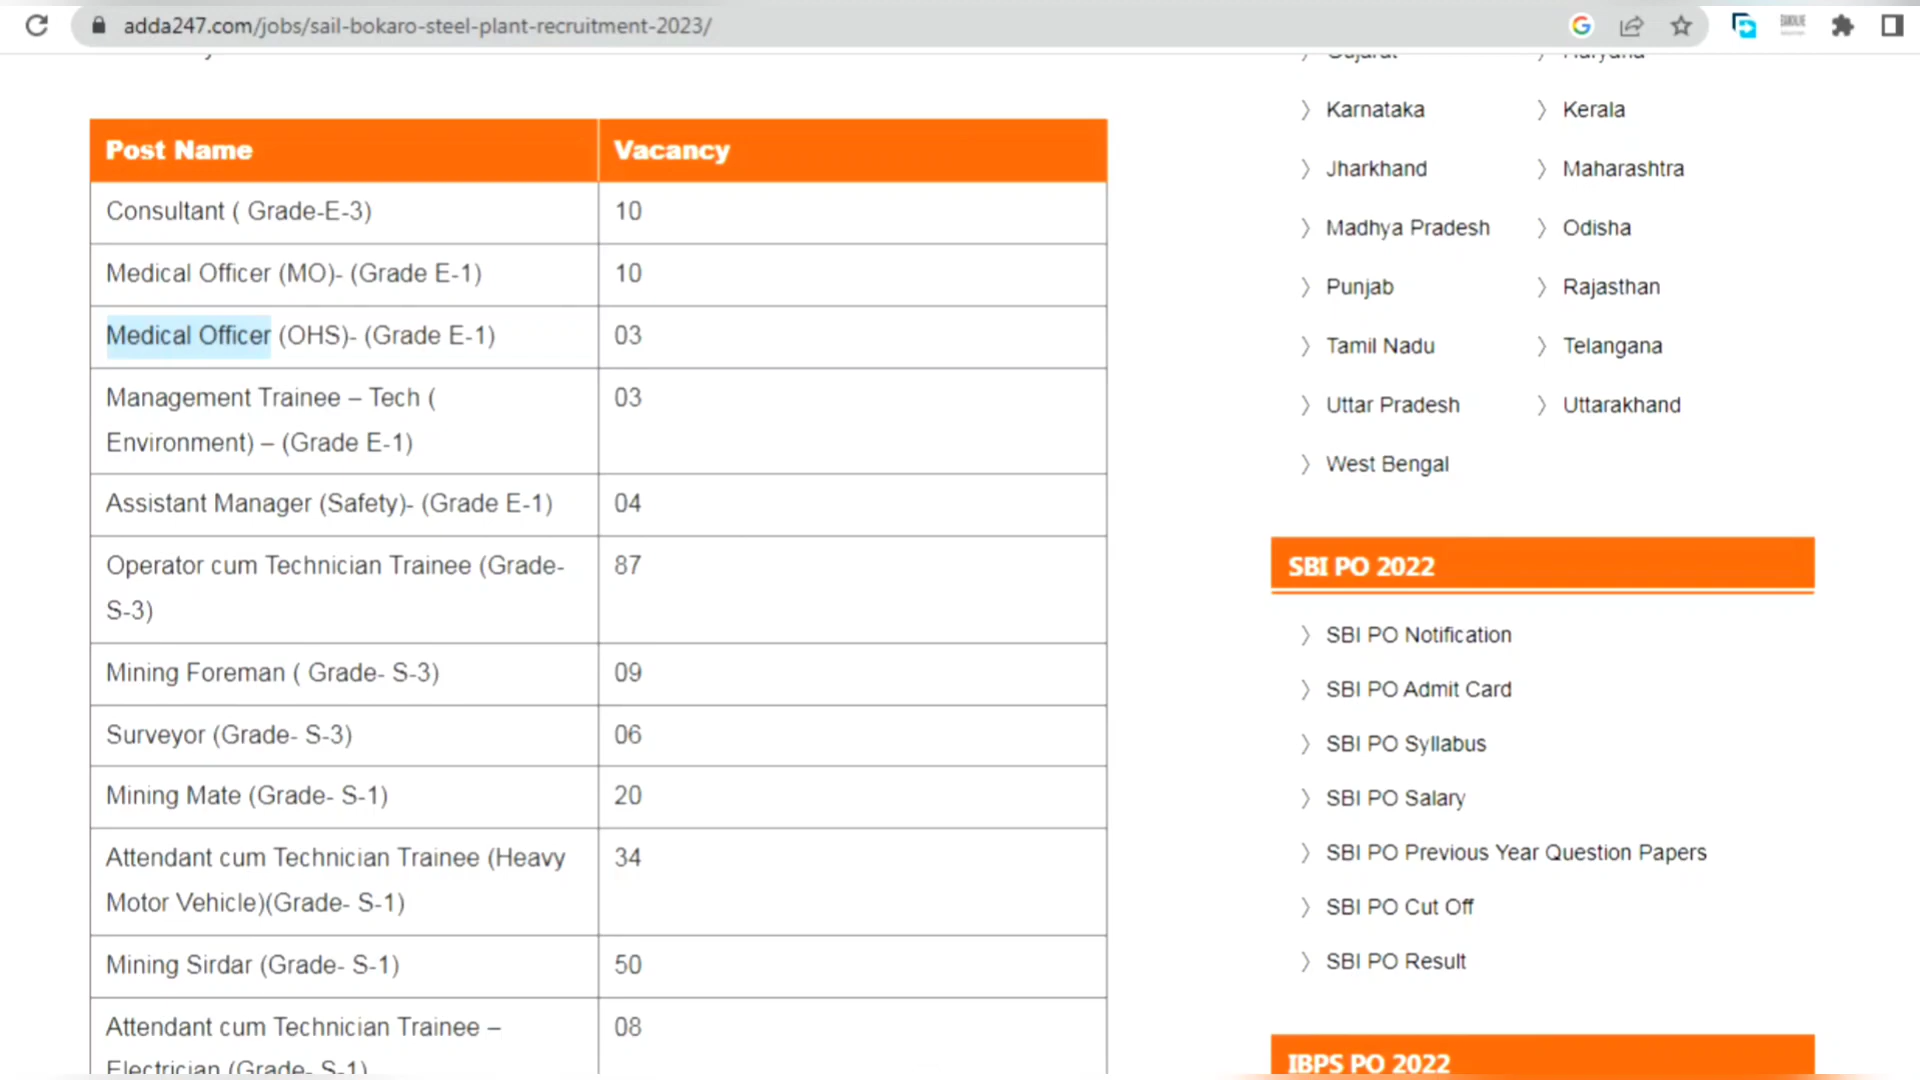 adda247.com/jobs/sail-bokaro-steel-plant-recruitment-2023/
Post Name Vacancy
Consultant ( Grade-E-3) 10
Medical Officer (MO)- (Grade E-1) 10
Medical Officer (OHS)- (Grade E-1) 03
Management Trainee – Tech ( 03
Environment) – (Grade E-1)
Assistant Manager (Safety)- (Grade E-1) 04
Operator cum Technician Trainee (Grade- 87
S-3)
Mining Foreman ( Grade- S-3) 09
Surveyor (Grade- S-3) 06
Mining Mate (Grade- S-1) 20
Attendant cum Technician Trainee (Heavy 34
Motor Vehicle)(Grade- S-1)
Mining Sirdar (Grade- S-1) 50
Attendant cum Technician Trainee – 08
Electrician (Grade- S-1)
Gujarat Haryana
Karnataka Kerala
Jharkhand Maharashtra
Madhya Pradesh Odisha
Punjab Rajasthan
Tamil Nadu Telangana
Uttar Pradesh Uttarakhand
West Bengal
SBI PO 2022
SBI PO Notification
SBI PO Admit Card
SBI PO Syllabus
SBI PO Salary
SBI PO Previous Year Question Papers
SBI PO Cut Off
SBI PO Result
IBPS PO 2022